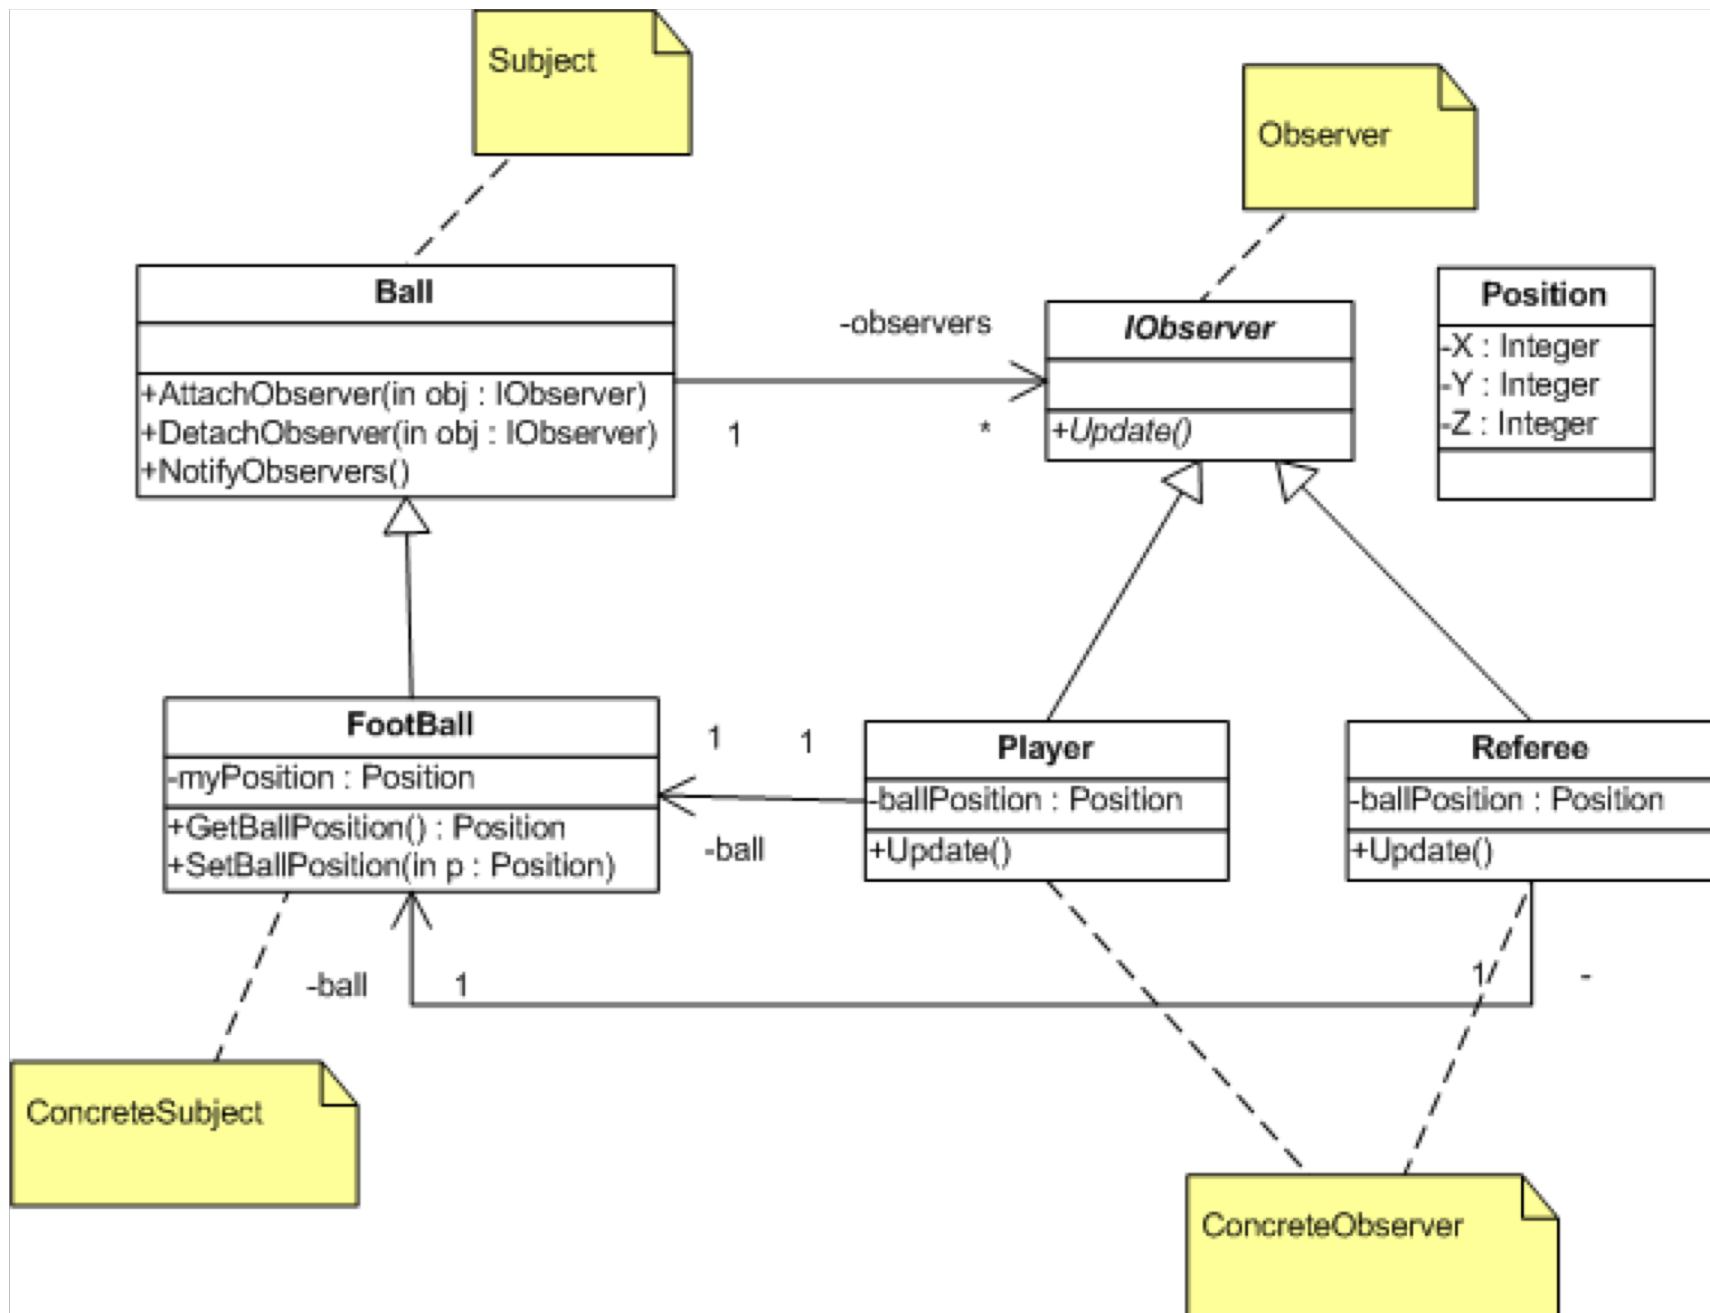 Subject
Observer
Ball
+AttachObserver(in obj : IObserver)
+DetachObserver(in obj : IObserver)
+NotifyObservers()
-observers
1
*
IObserver
+Update()
Position
-X : Integer
-Y : Integer
-Z : Integer
FootBall
-myPosition : Position
+GetBallPosition() : Position
+SetBallPosition(in p : Position)
1
1
-ball
Player
-ballPosition : Position
+Update()
Referee
-ballPosition : Position
+Update()
-ball
1
1
-
ConcreteSubject
ConcreteObserver